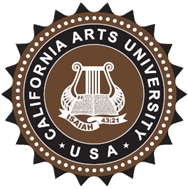 CALIFORNIA ARTS UNIVERSITY
ISAIAH 43:21
• USA •